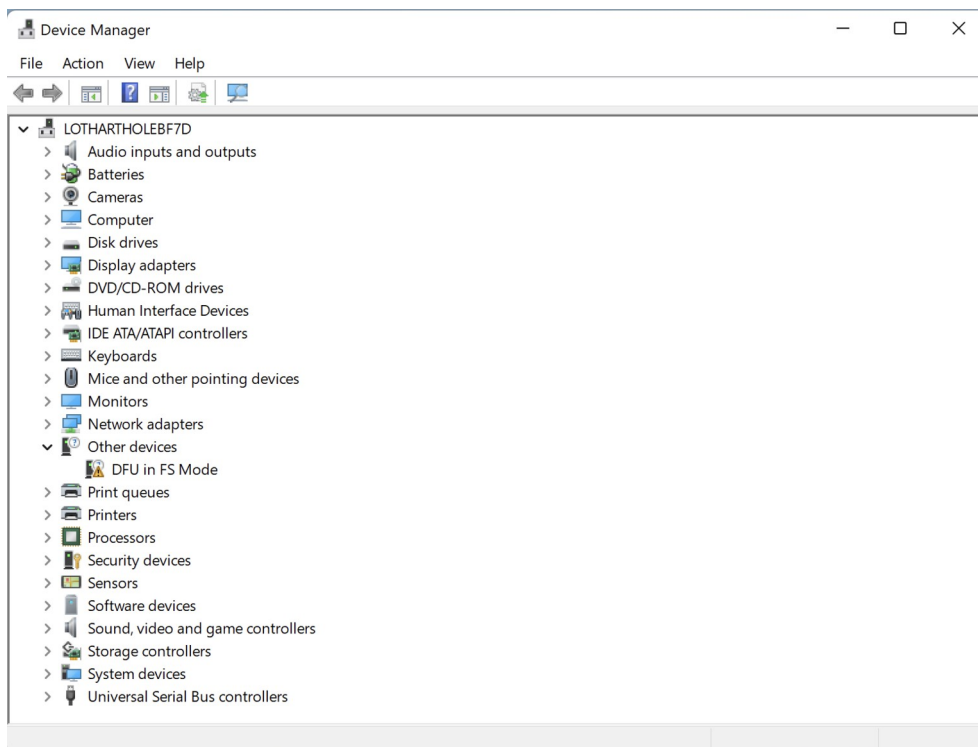 Device Manager
File Action View Help
LOTHARTHOLEBF7D
Audio inputs and outputs
Batteries
Cameras
Computer
Disk drives
Display adapters
DVD/CD-ROM drives
Human Interface Devices
IDE ATA/ATAPI controllers
Keyboards
Mice and other pointing devices
Monitors
Network adapters
Other devices
DFU in FS Mode
Print queues
Printers
Processors
Security devices
Sensors
Software devices
Sound, video and game controllers
Storage controllers
System devices
Universal Serial Bus controllers